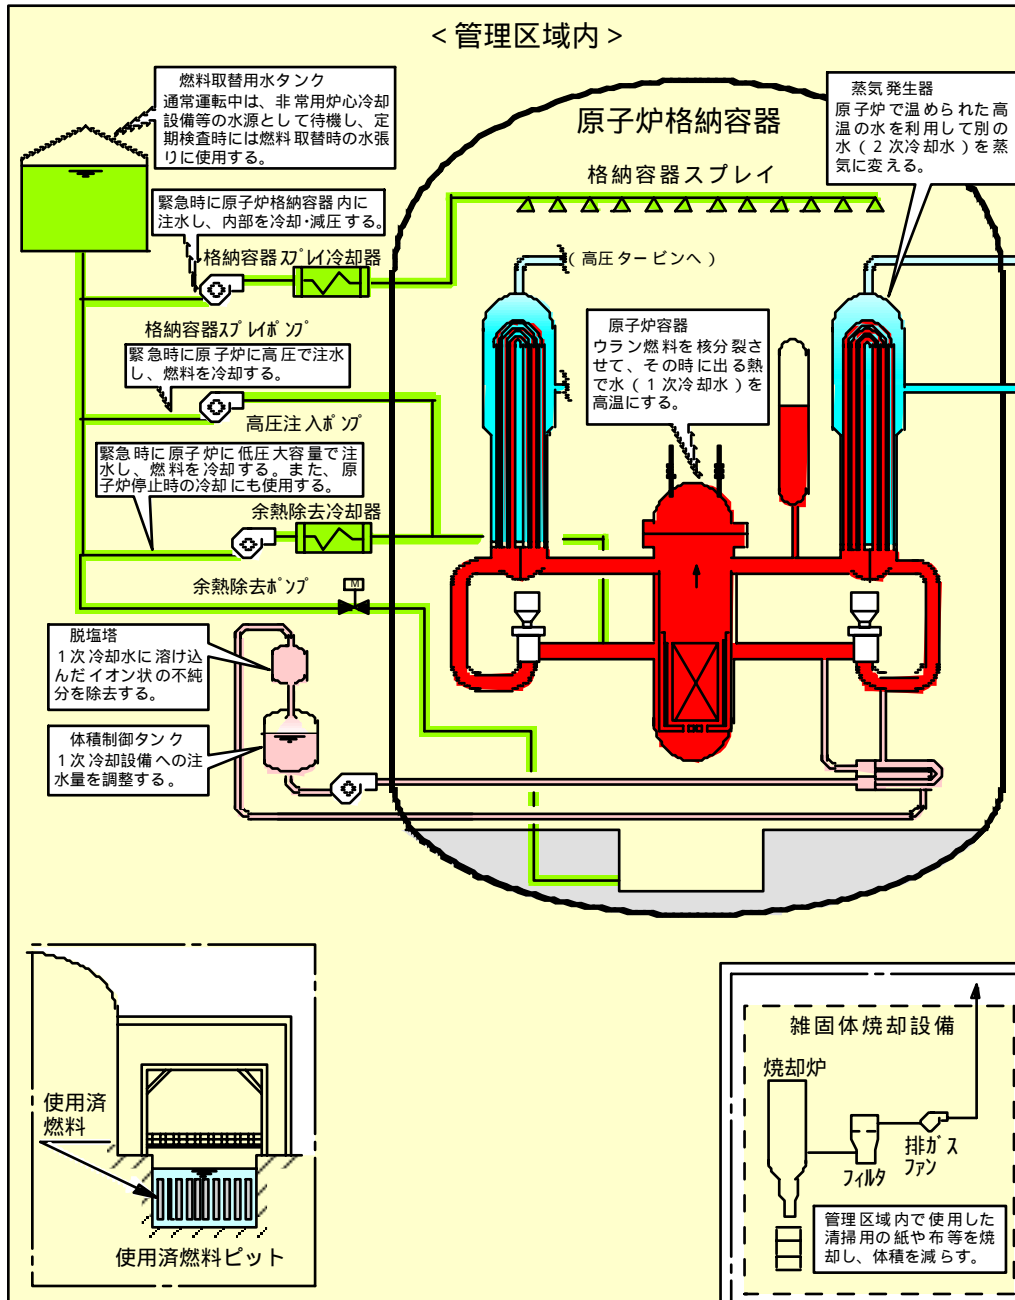 ＜管理区域内＞
燃料取替用水タンク
通常運転中は、非常用炉心冷却
設備等の水源として待機し、定
期検査時には燃料取替時の水張
りに使用する。
緊急時に原子炉格納容器内に
注水し、内部を冷却･減圧する。
格納容器ｽﾌﾟﾚｲ冷却器
格納容器ｽﾌﾟﾚｲﾎﾟﾝﾌﾟ
緊急時に原子炉に高圧で注水
し、燃料を冷却する。
高圧注入ﾎﾟﾝﾌﾟ
緊急時に原子炉に低圧大容量で注
水し、燃料を冷却する。また、原
子炉停止時の冷却にも使用する。
余熱除去冷却器
余熱除去ﾎﾟﾝﾌﾟ
M
脱塩塔
１次冷却水に溶け込
んだイオン状の不純
分を除去する。
体積制御タンク
１次冷却設備への注
水量を調整する。
原子炉格納容器
格納容器スプレイ
（高圧タービンへ）
原子炉容器
ウラン燃料を核分裂さ
せて、その時に出る熱
で水（１次冷却水）を
高温にする。
蒸気発生器
原子炉で温められた高
温の水を利用して別の
水（２次冷却水）を蒸
気に変える。
使用済
燃料
使用済燃料ピット
雑固体焼却設備
焼却炉
フィルタ
排ｶﾞｽ
ファン
管理区域内で使用した
清掃用の紙や布等を焼
却し、体積を減らす。